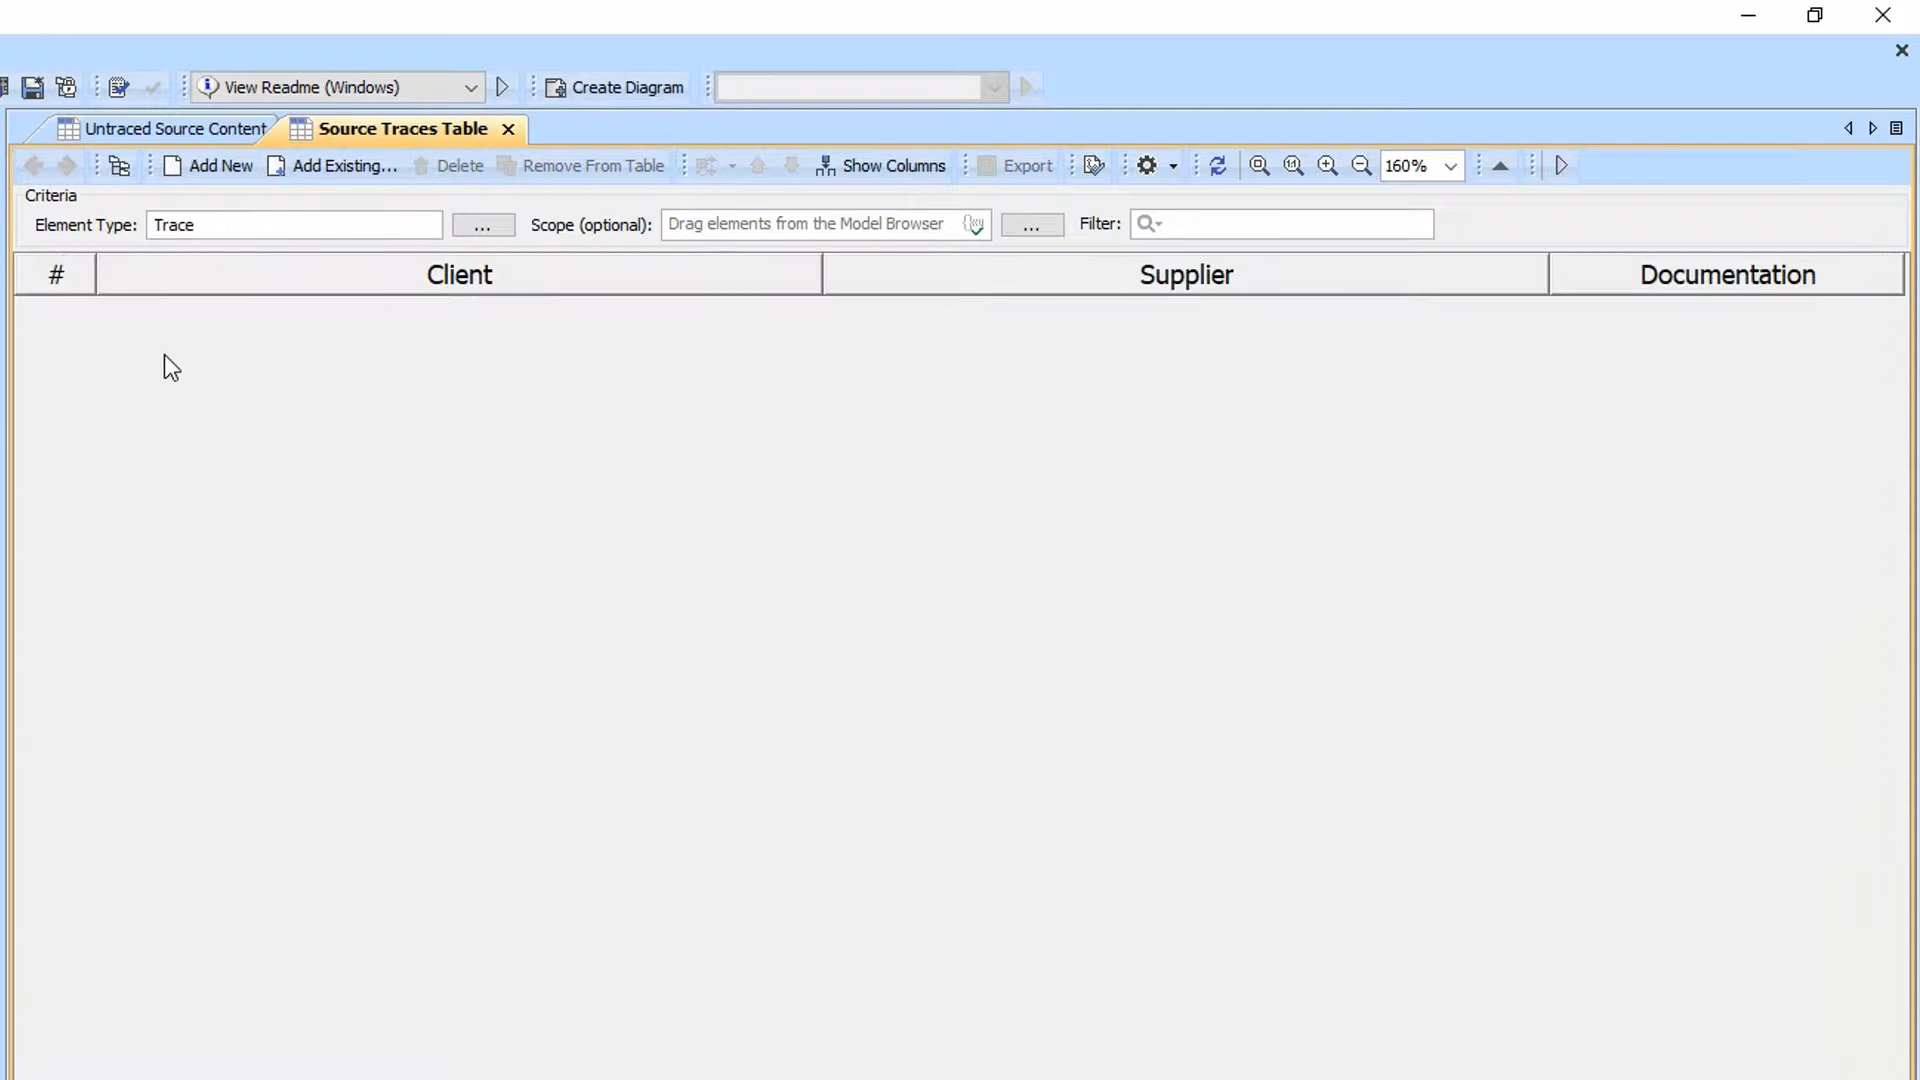 View Readme (Windows) Create Diagram
Untraced Source Content Source Traces Table
Add New Add Existing... Delete Remove From Table Show Columns Export 160%
Criteria
Element Type: Trace ... Scope (optional): Drag elements from the Model Browser ... Filter:
# Client Supplier Documentation